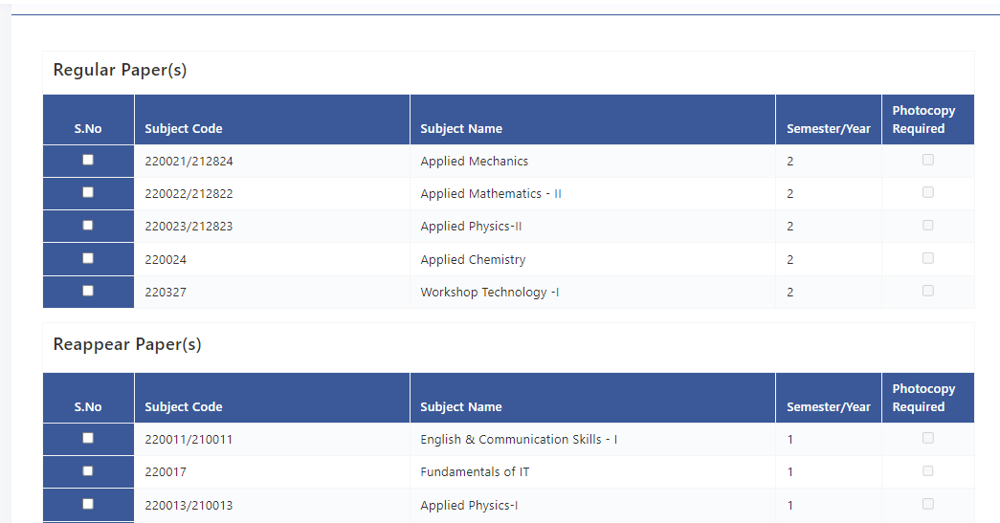 Regular Paper(s)
S.No Subject Code Subject Name Semester/Year Photocopy Required
220021/212824 Applied Mechanics 2
220022/212822 Applied Mathematics - II 2
220023/212823 Applied Physics-II 2
220024 Applied Chemistry 2
220327 Workshop Technology -I 2
Reappear Paper(s)
S.No Subject Code Subject Name Semester/Year Photocopy Required
220011/210011 English & Communication Skills - I 1
220017 Fundamentals of IT 1
220013/210013 Applied Physics-I 1